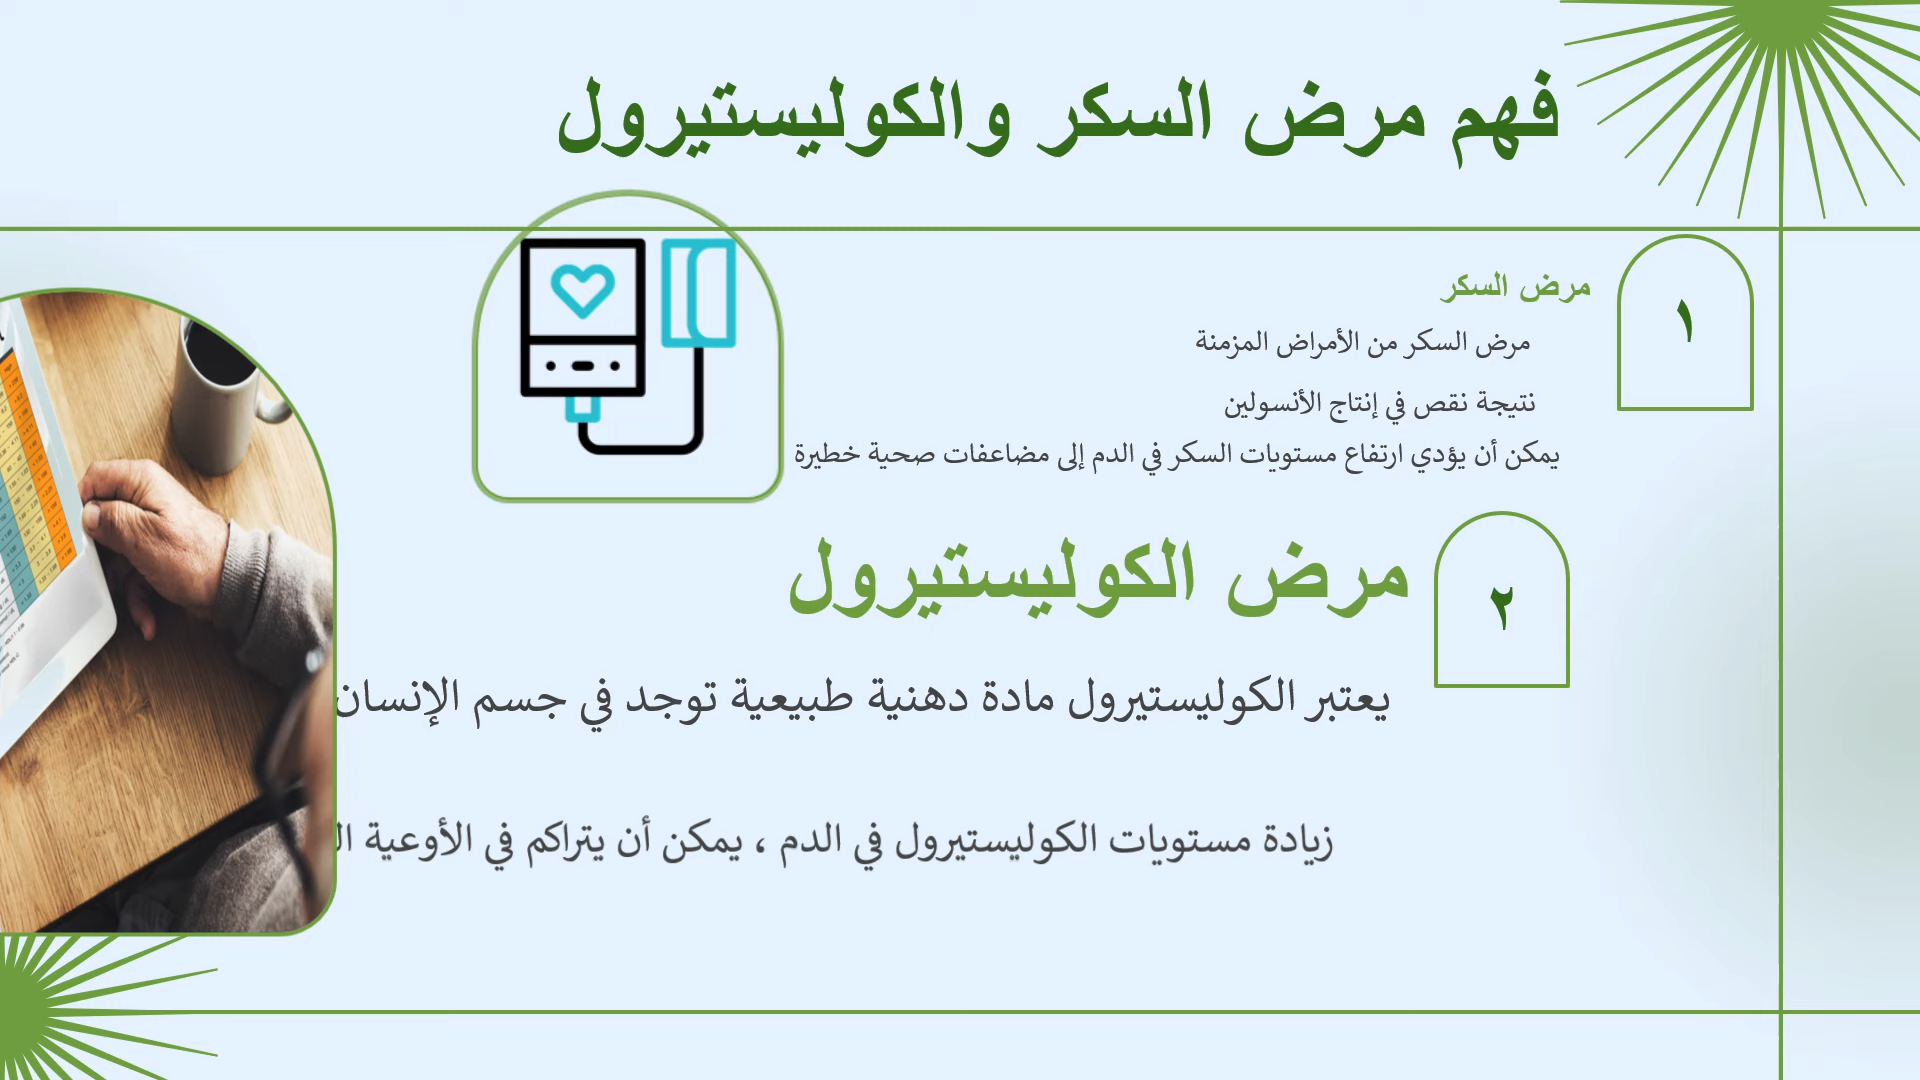 فهم مرض السكر والكوليستيرول
١
مرض السكر
مرض السكر من الأمراض المزمنة
نتيجة نقص في إنتاج الأنسولين
يمكن أن يؤدي ارتفاع مستويات السكر في الدم إلى مضاعفات صحية خطيرة
٢
مرض الكوليستيرول
يعتبر الكوليستيرول مادة دهنية طبيعية توجد في جسم الإنسان
زيادة مستويات الكوليستيرول في الدم ، يمكن أن يتراكم في الأوعية